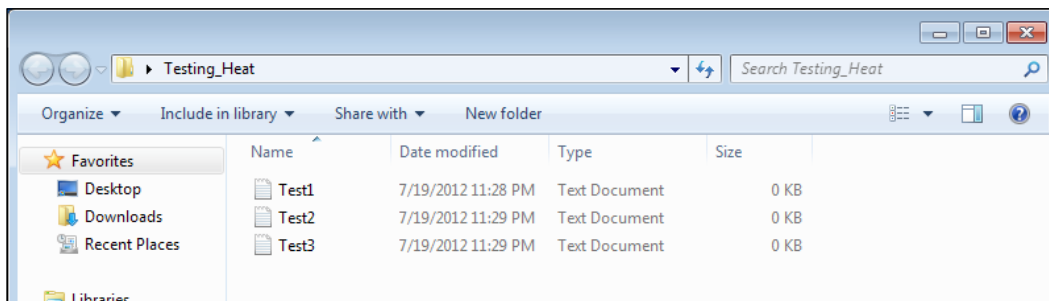 Testing_Heat
Search Testing_Heat
Organize Include in library Share with New folder
Favorites
Desktop
Downloads
Recent Places
Libraries
Name Date modified Type Size
Test1 7/19/2012 11:28 PM Text Document 0 KB
Test2 7/19/2012 11:29 PM Text Document 0 KB
Test3 7/19/2012 11:29 PM Text Document 0 KB